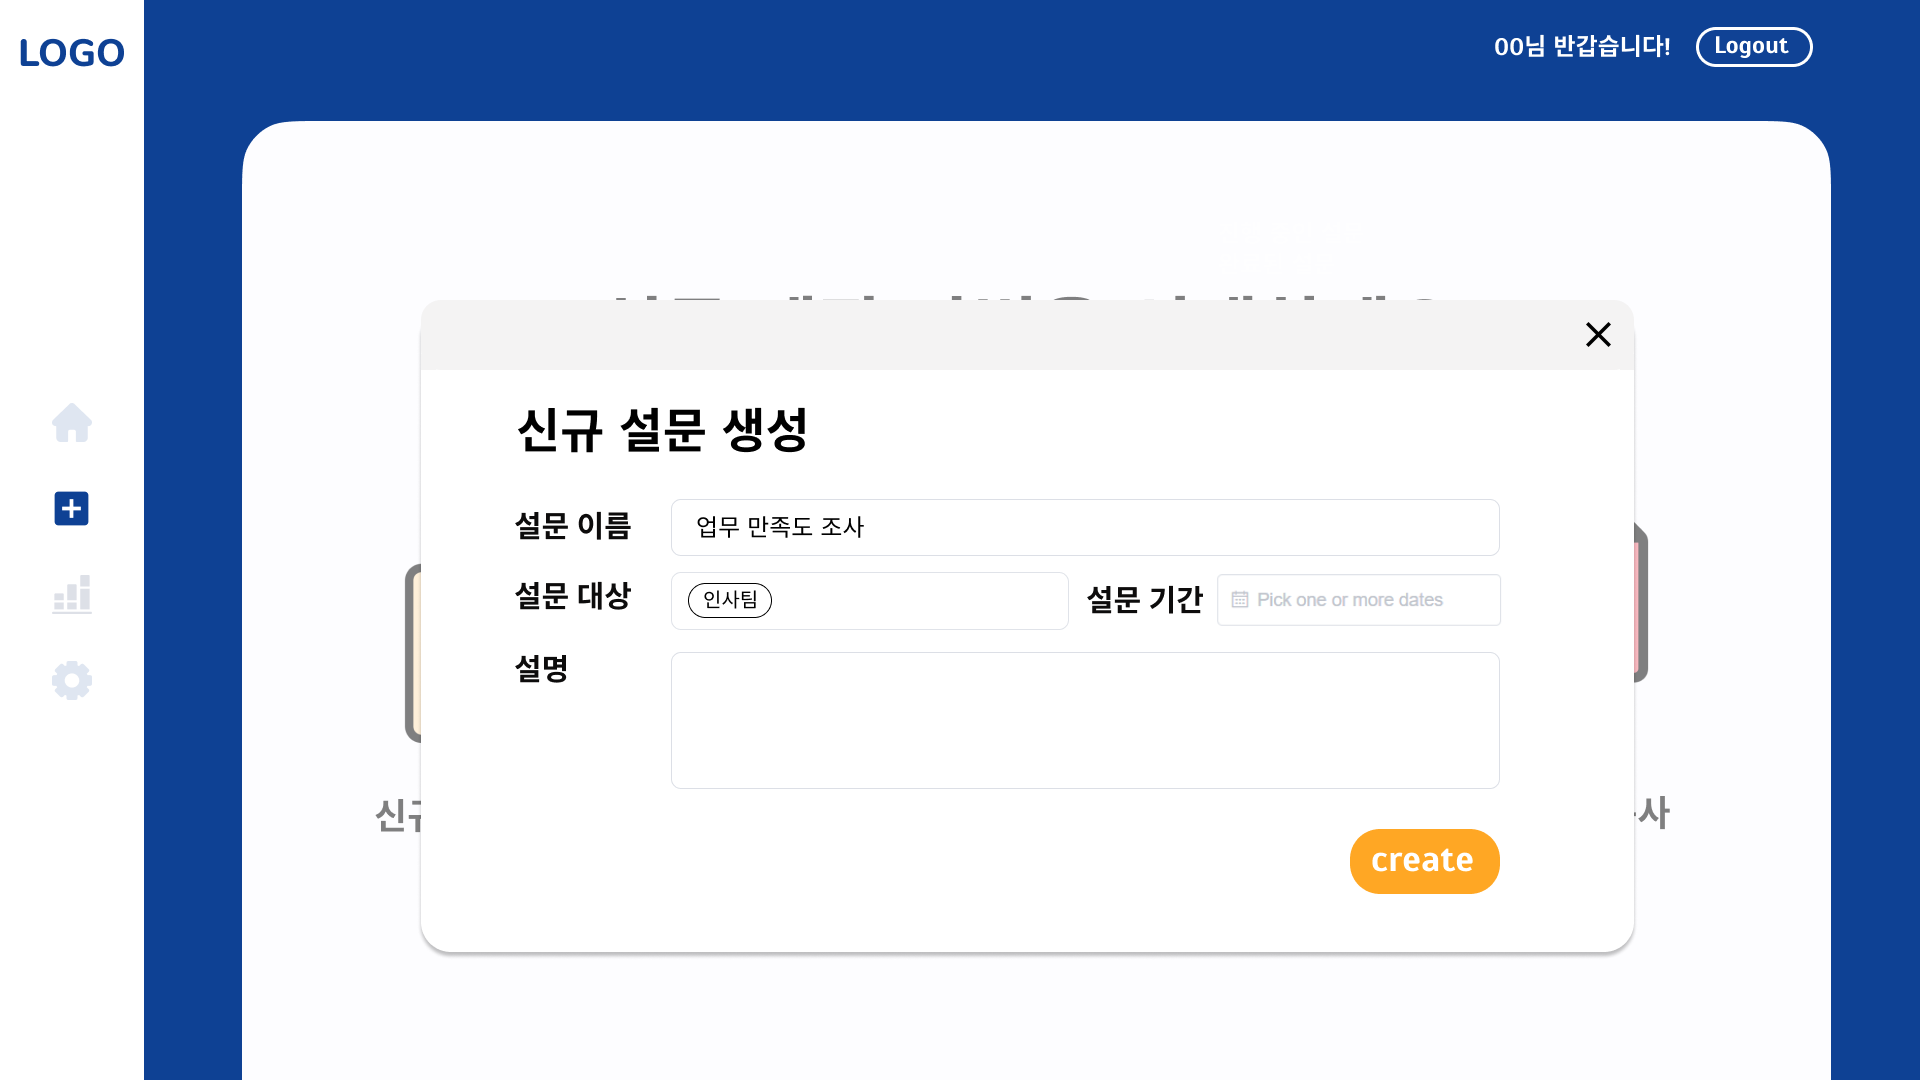 LOGO
00님 반갑습니다!
Logout
신규 설문 생성
설문 이름
업무 만족도 조사
설문 대상
인사팀
설문 기간
Pick one or more dates
설명
신규
사
create